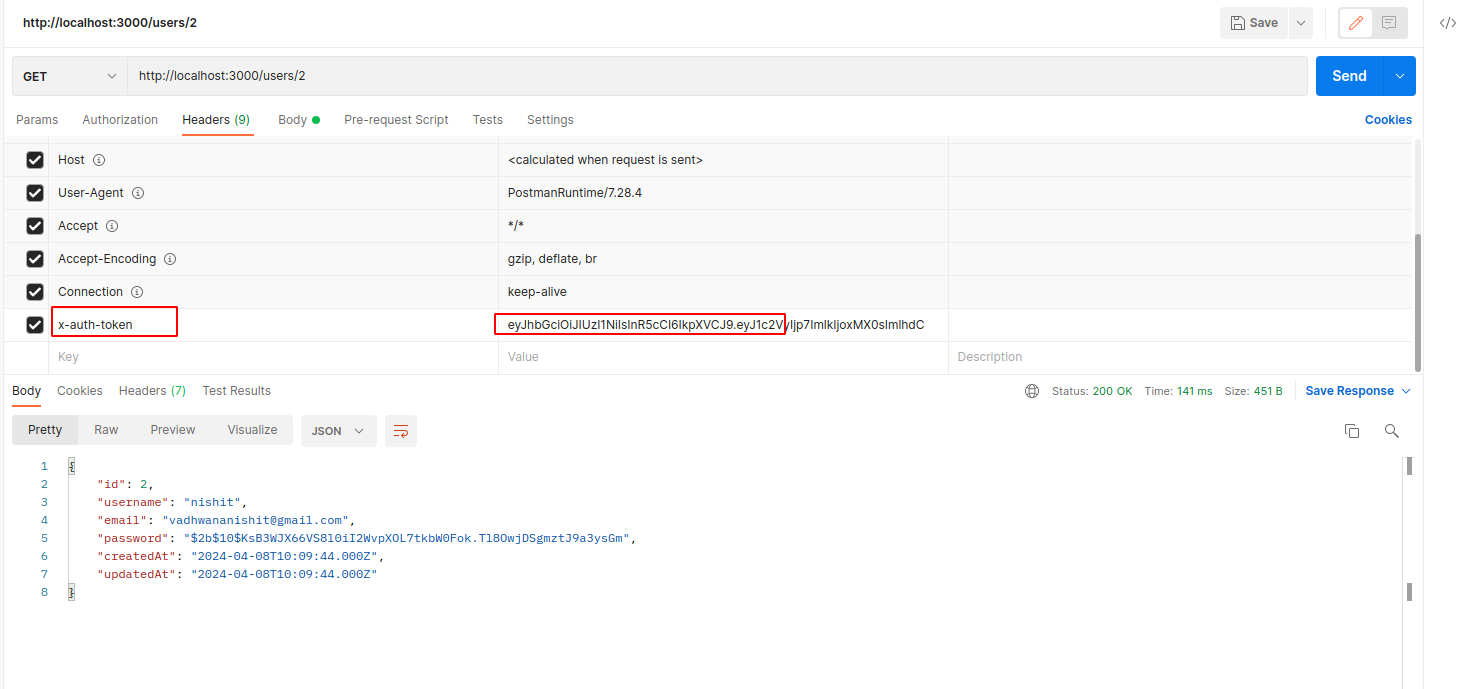 http://localhost:3000/users/2
Save
GET http://localhost:3000/users/2 Send
Params Authorization Headers (9) Body Pre-request Script Tests Settings Cookies
Host <calculated when request is sent>
User-Agent PostmanRuntime/7.28.4
Accept */*
Accept-Encoding gzip, deflate, br
Connection keep-alive
x-auth-token eyJhbGciOiJIUzI1NiIsInR5cCI6IkpXVCJ9.eyJ1c2VyIjp7ImlkIjoxMX0sImlhdC
Key Value Description
Body Cookies Headers (7) Test Results Status: 200 OK Time: 141 ms Size: 451 B Save Response
Pretty Raw Preview Visualize JSON
1 {
2 "id": 2,
3 "username": "nishit",
4 "email": "vadhwananishit@gmail.com",
5 "password": "$2b$10$KsB3WJX66VS8l0iI2WvpXOL7tkbW0Fok.Tl8OwjDSgmztJ9a3ysGm",
6 "createdAt": "2024-04-08T10:09:44.000Z",
7 "updatedAt": "2024-04-08T10:09:44.000Z"
8 }